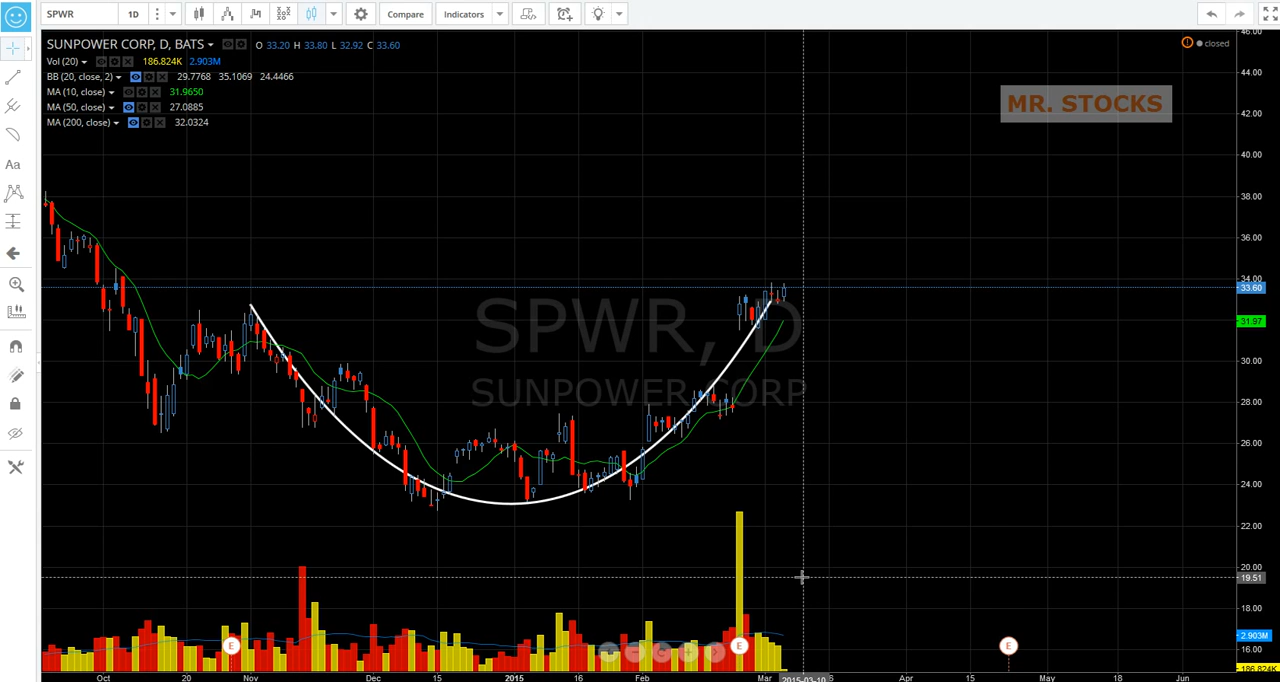 SPWR 1D Compare Indicators
SUNPOWER CORP, D, BATS O 33.20 H 33.80 L 32.92 C 33.60
closed
Vol (20) 186.824K 2.903M
BB (20, close, 2) 29.7768 35.1069 24.4466
MA (10, close) 31.9650
MA (50, close) 27.0885
MA (200, close) 32.0324
MR. STOCKS
Aa
SPWR, D
SUNPOWER CORP
46.00
44.00
42.00
40.00
38.00
36.00
34.00
33.60
31.97
30.00
28.00
26.00
24.00
22.00
20.00
19.51
18.00
2.903M
16.00
186.824K
E E E
Oct 20 Nov Dec 15 2015 16 Feb Mar 2015-03-10 Apr 15 May 18 Jun